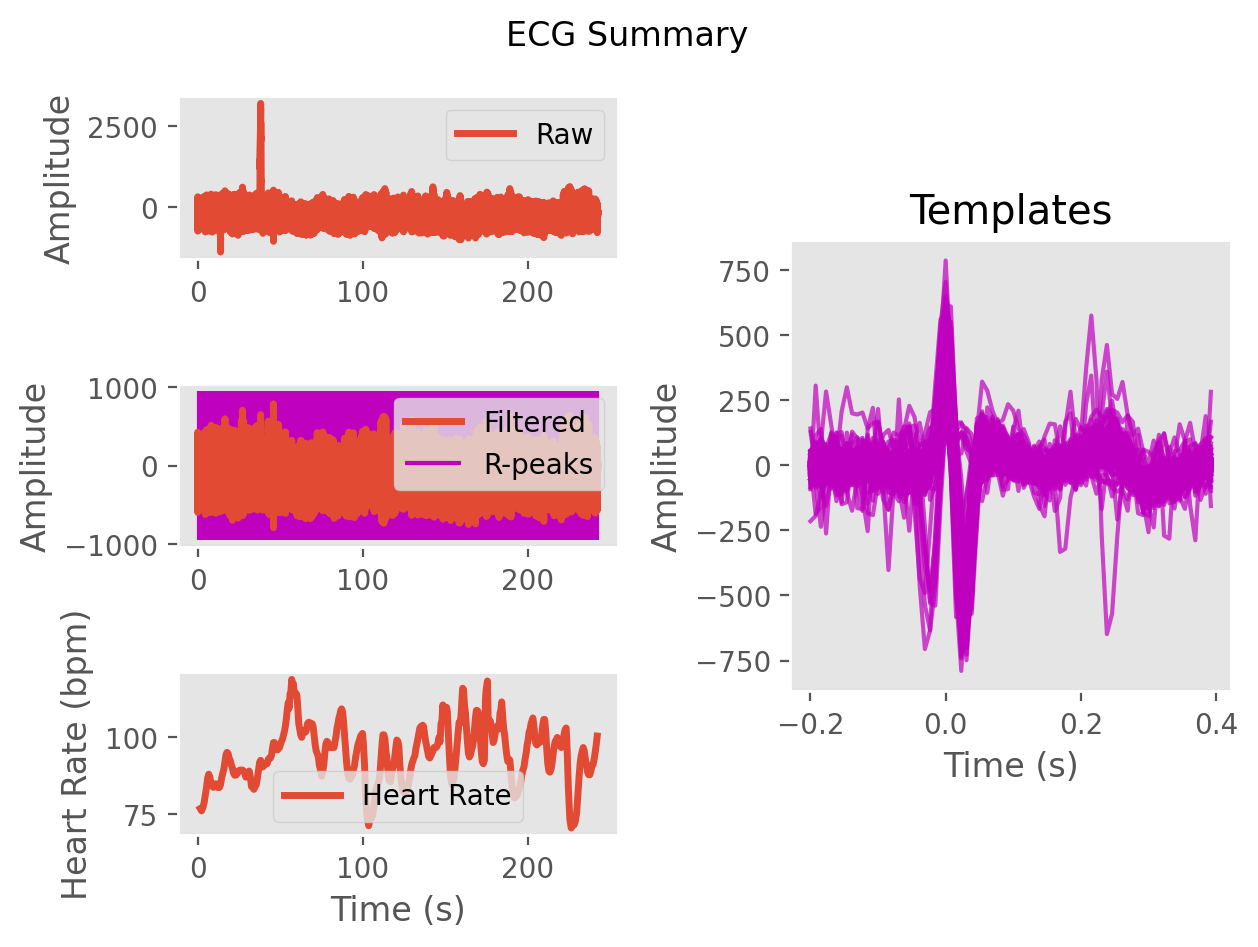 ECG Summary
Amplitude
2500
0
Raw
0
100
200
Amplitude
1000
0
−1000
Filtered
R-peaks
0
100
200
Heart Rate (bpm)
100
75
Heart Rate
0
100
200
Time (s)
Templates
Amplitude
750
500
250
0
−250
−500
−750
−0.2
0.0
0.2
0.4
Time (s)